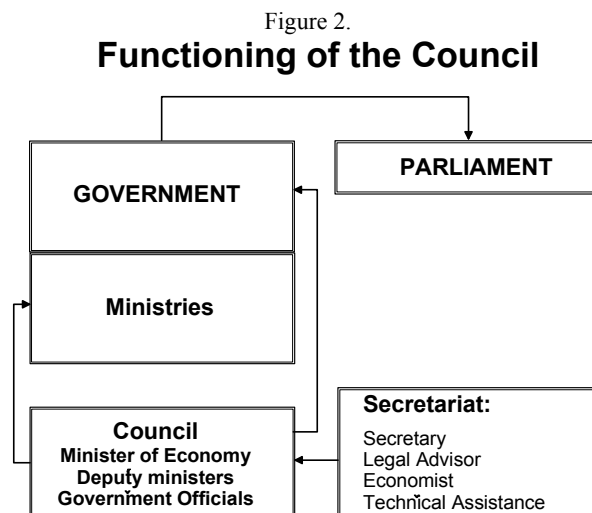 Figure 2.
Functioning of the Council
GOVERNMENT
PARLIAMENT
Ministries
Council
Minister of Economy
Deputy ministers
Government Officials
Secretariat:
Secretary
Legal Advisor
Economist
Technical Assistance